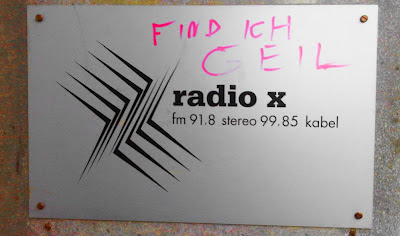 FIND ICH
GEIL
radio x
fm 91.8 stereo 99.85 kabel